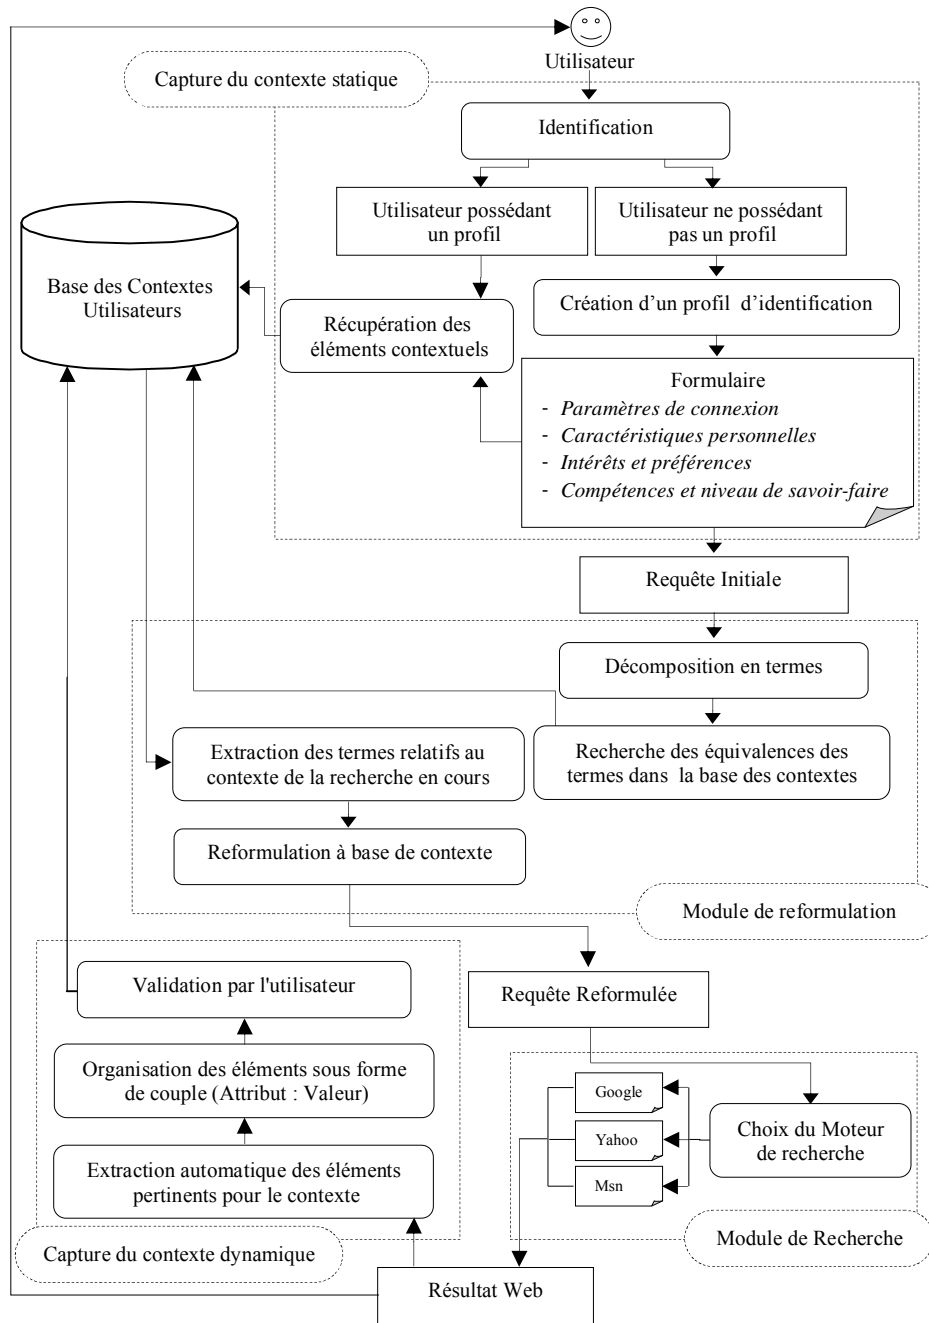 Utilisateur
Capture du contexte statique
Identification
Utilisateur possédant
un profil
Utilisateur ne possédant
pas un profil
Base des Contextes
Utilisateurs
Création d’un profil  d’identification
Récupération des
éléments contextuels
Formulaire
- Paramètres de connexion
- Caractéristiques personnelles
- Intérêts et préférences
- Compétences et niveau de savoir-faire
Requête Initiale
Décomposition en termes
Extraction des termes relatifs au
contexte de la recherche en cours
Recherche des équivalences des
termes dans  la base des contextes
Reformulation à base de contexte
Module de reformulation
Validation par l'utilisateur
Requête Reformulée
Organisation des éléments sous forme
de couple (Attribut : Valeur)
Google
Yahoo
Msn
Choix du Moteur
de recherche
Extraction automatique des éléments
pertinents pour le contexte
Module de Recherche
Capture du contexte dynamique
Résultat Web